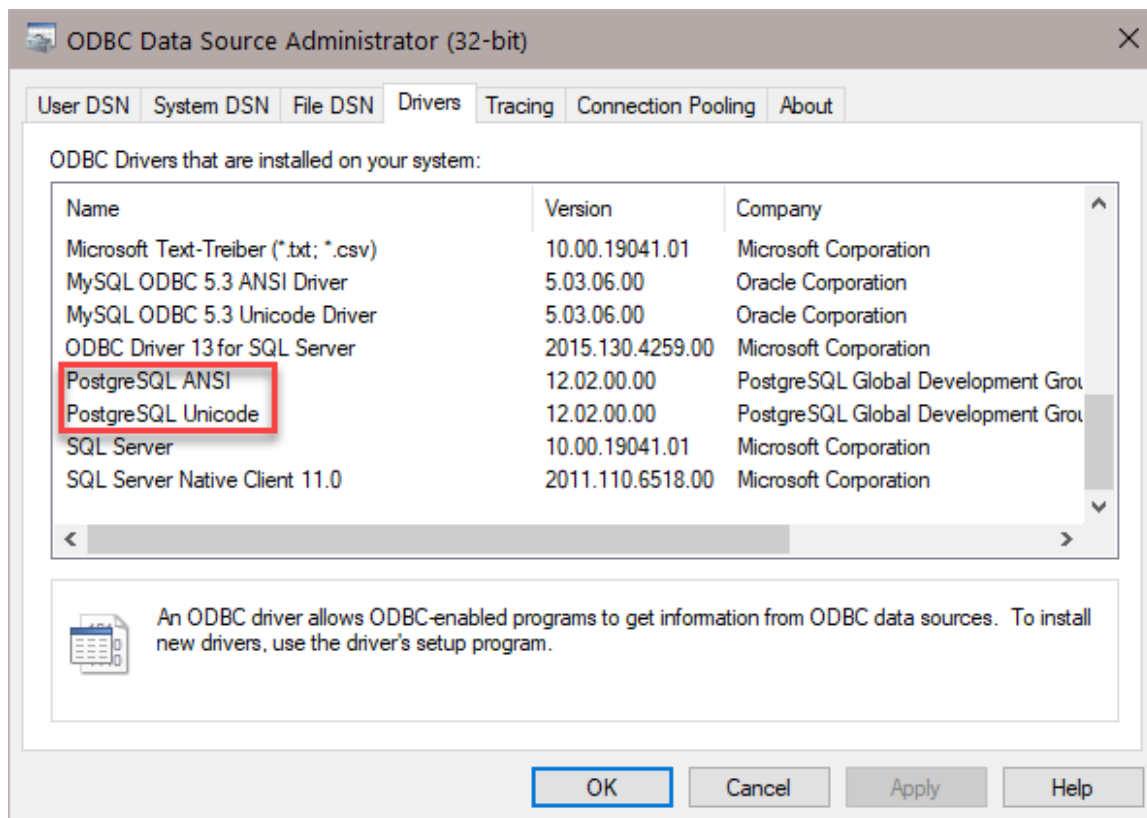 ODBC Data Source Administrator (32-bit)
User DSN System DSN File DSN Drivers Tracing Connection Pooling About
ODBC Drivers that are installed on your system:
Name Version Company
Microsoft Text-Treiber (*.txt; *.csv) 10.00.19041.01 Microsoft Corporation
MySQL ODBC 5.3 ANSI Driver 5.03.06.00 Oracle Corporation
MySQL ODBC 5.3 Unicode Driver 5.03.06.00 Oracle Corporation
ODBC Driver 13 for SQL Server 2015.130.4259.00 Microsoft Corporation
PostgreSQL ANSI 12.02.00.00 PostgreSQL Global Development Grou
PostgreSQL Unicode 12.02.00.00 PostgreSQL Global Development Grou
SQL Server 10.00.19041.01 Microsoft Corporation
SQL Server Native Client 11.0 2011.110.6518.00 Microsoft Corporation
An ODBC driver allows ODBC-enabled programs to get information from ODBC data sources. To install
new drivers, use the driver's setup program.
OK Cancel Apply Help